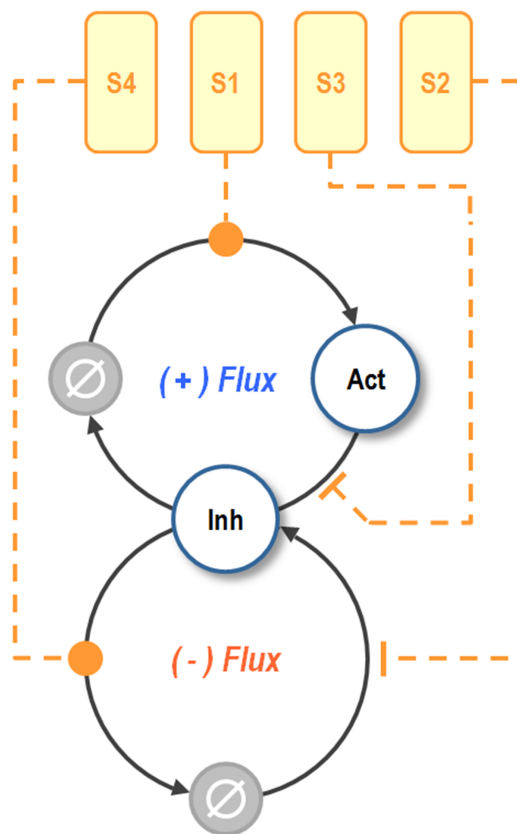 S4 S1 S3 S2
∅
( + ) Flux
Act
Inh
( - ) Flux
∅